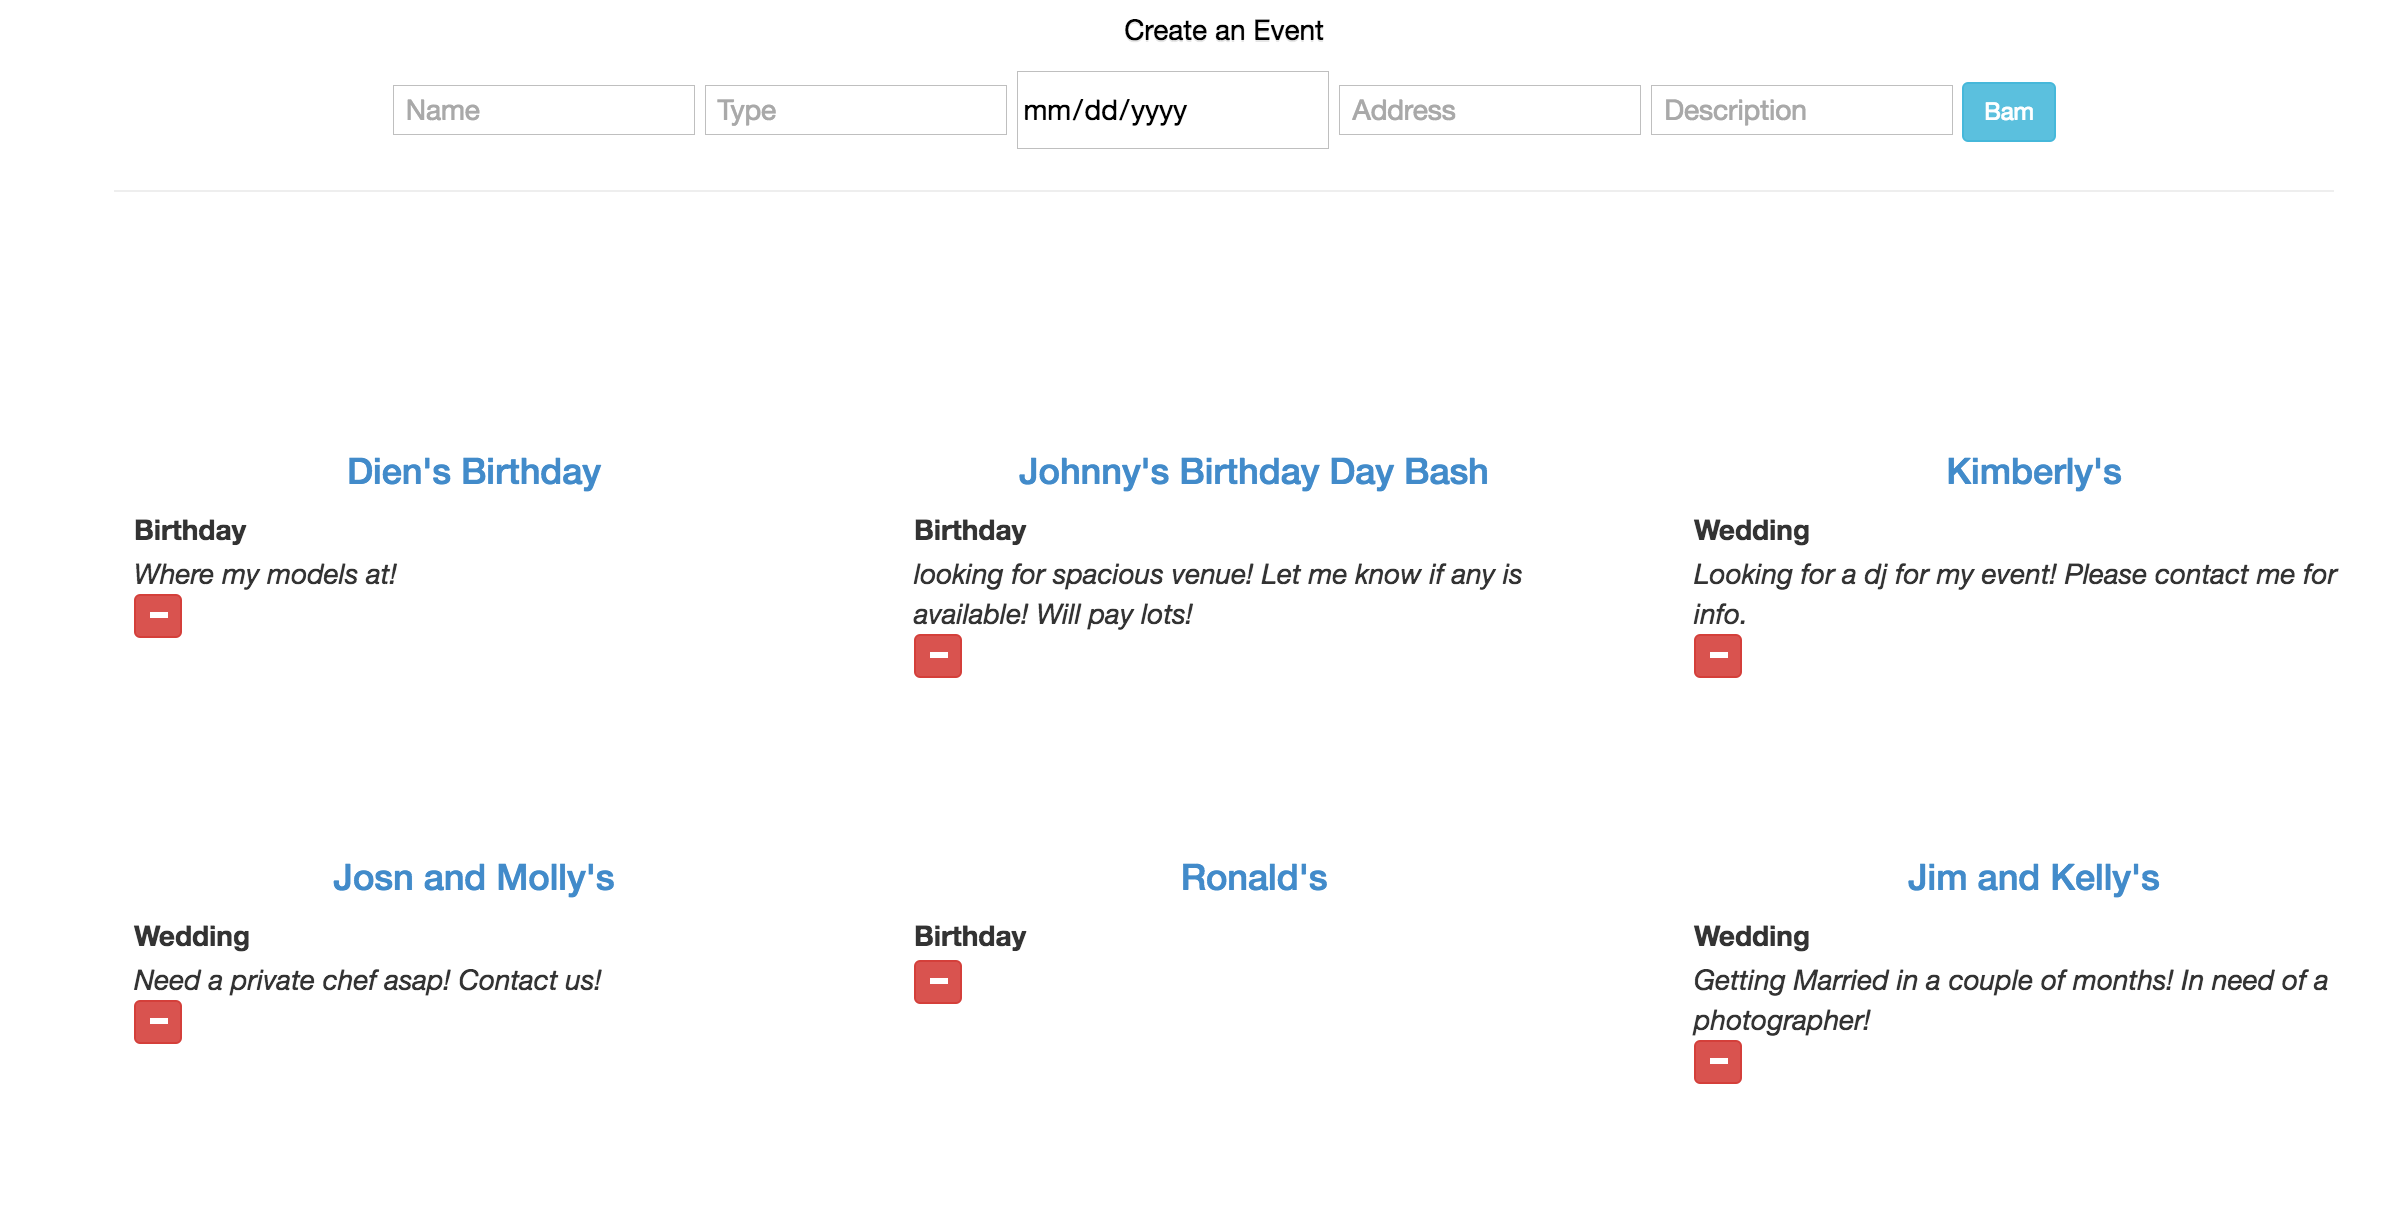 Create an Event
Name Type mm/dd/yyyy Address Description Bam
Dien's Birthday
Birthday
Where my models at!
Johnny's Birthday Day Bash
Birthday
looking for spacious venue! Let me know if any is
available! Will pay lots!
Kimberly's
Wedding
Looking for a dj for my event! Please contact me for
info.
Josn and Molly's
Wedding
Need a private chef asap! Contact us!
Ronald's
Birthday
Jim and Kelly's
Wedding
Getting Married in a couple of months! In need of a
photographer!